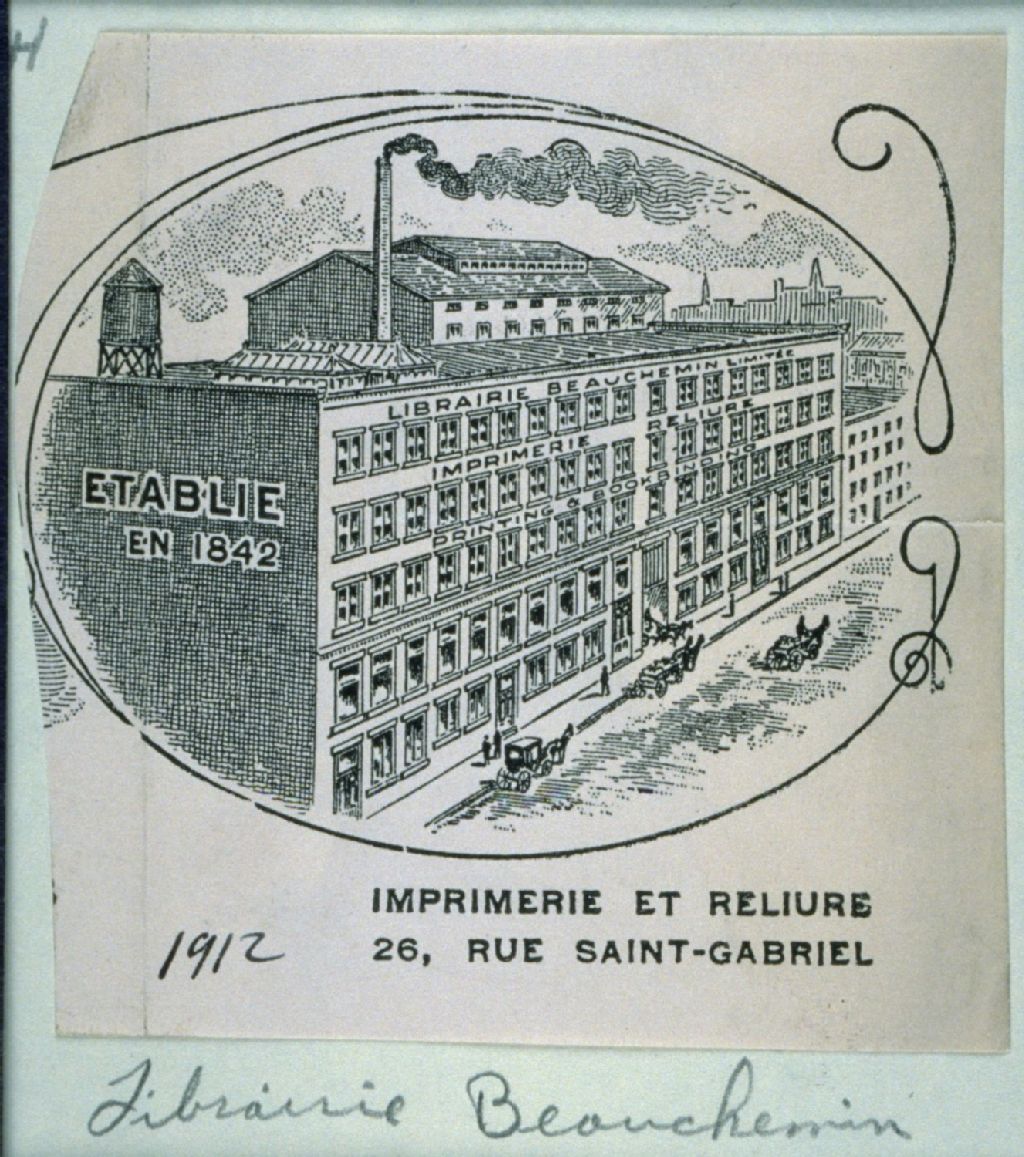 LIBRAIRIE BEAUCHEMIN LIMITÉE
IMPRIMERIE RELIURE
PRINTING & BOOKBINDING
ETABLIE
EN 1842
IMPRIMERIE ET RELIURE
26, RUE SAINT-GABRIEL
1912
Librairie Beauchemin